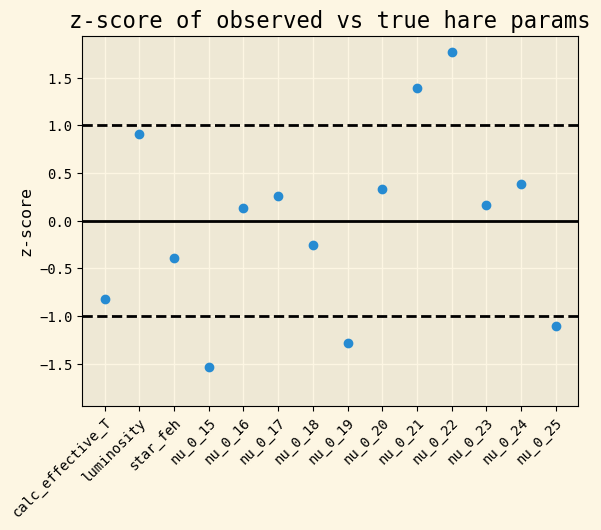 z-score of observed vs true hare params
z-score
1.5
1.0
0.5
0.0
−0.5
−1.0
−1.5
calc_effective_T
luminosity
star_feh
nu_0_15
nu_0_16
nu_0_17
nu_0_18
nu_0_19
nu_0_20
nu_0_21
nu_0_22
nu_0_23
nu_0_24
nu_0_25